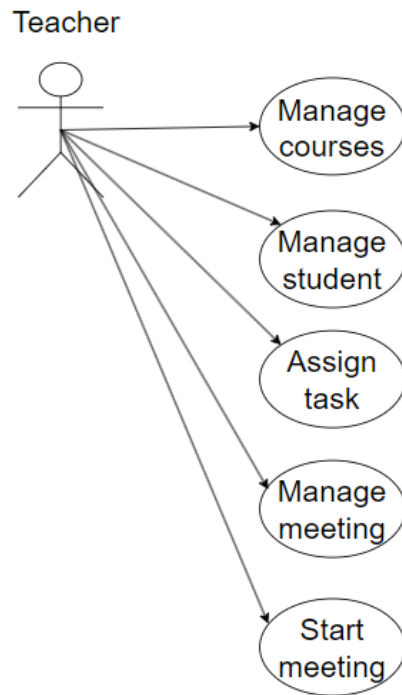 Teacher
Manage
courses
Manage
student
Assign
task
Manage
meeting
Start
meeting